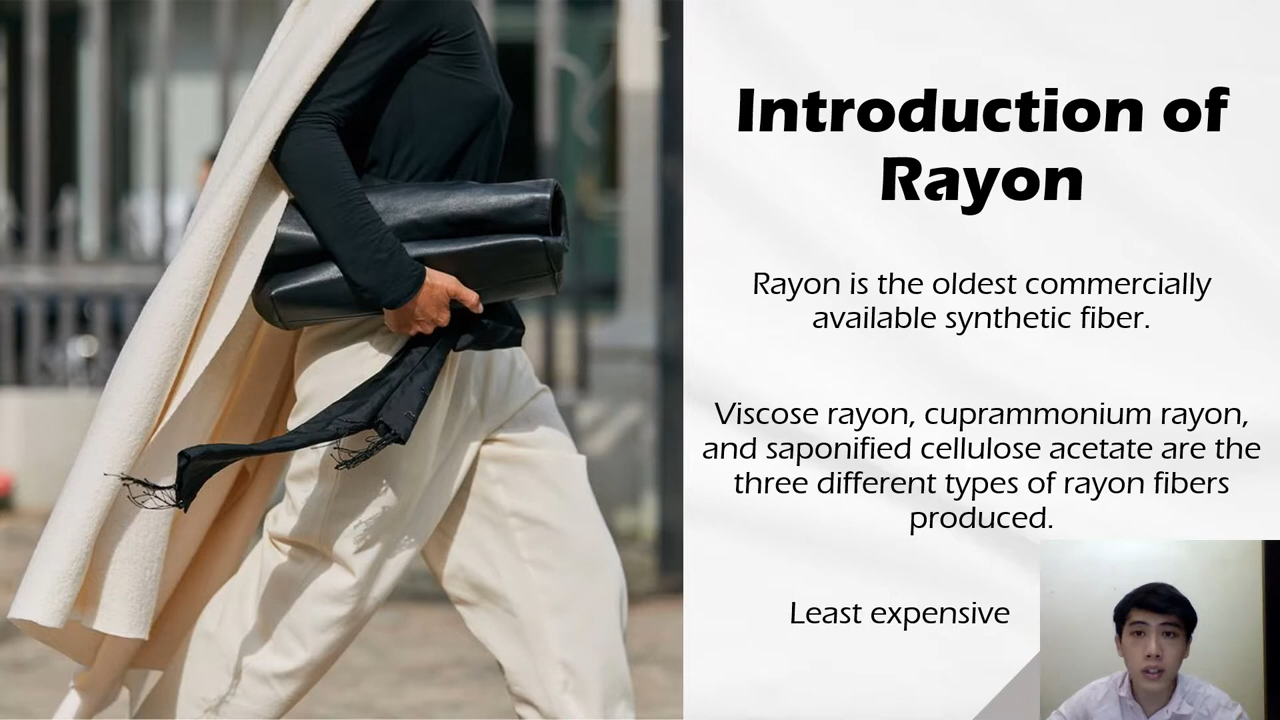 Introduction of
Rayon
Rayon is the oldest commercially
available synthetic fiber.
Viscose rayon, cuprammonium rayon,
and saponified cellulose acetate are the
three different types of rayon fibers
produced.
Least expensive